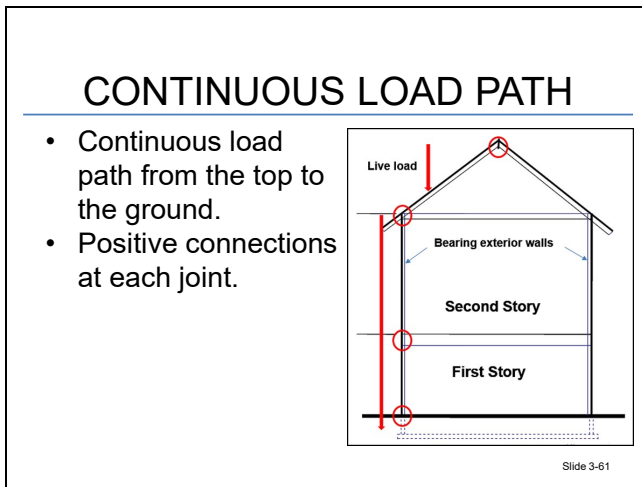 CONTINUOUS LOAD PATH
• Continuous load
path from the top to
the ground.
• Positive connections
at each joint.
Live load
Bearing exterior walls
Second Story
First Story
Slide 3-61